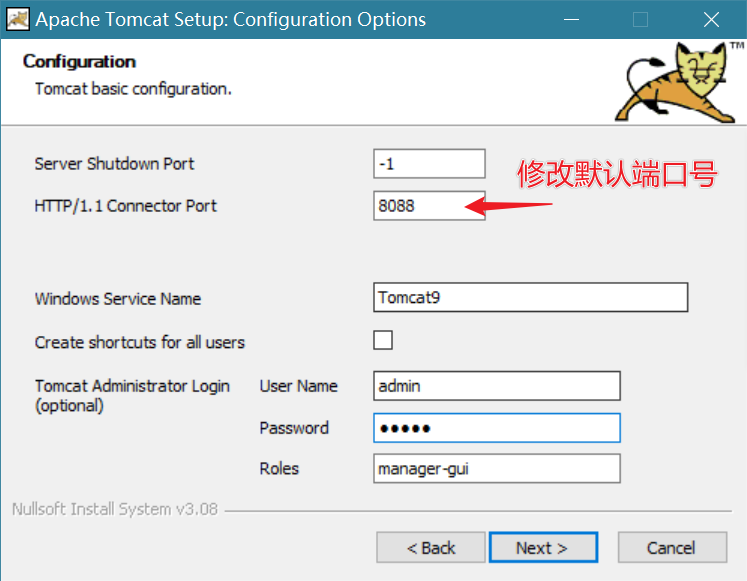 Apache Tomcat Setup: Configuration Options
Configuration
Tomcat basic configuration.
TM
Server Shutdown Port
-1
修改默认端口号
HTTP/1.1 Connector Port
8088
Windows Service Name
Tomcat9
Create shortcuts for all users
Tomcat Administrator Login
(optional)
User Name
admin
Password
●●●●●
Roles
manager-gui
Nullsoft Install System v3.08
< Back
Next >
Cancel